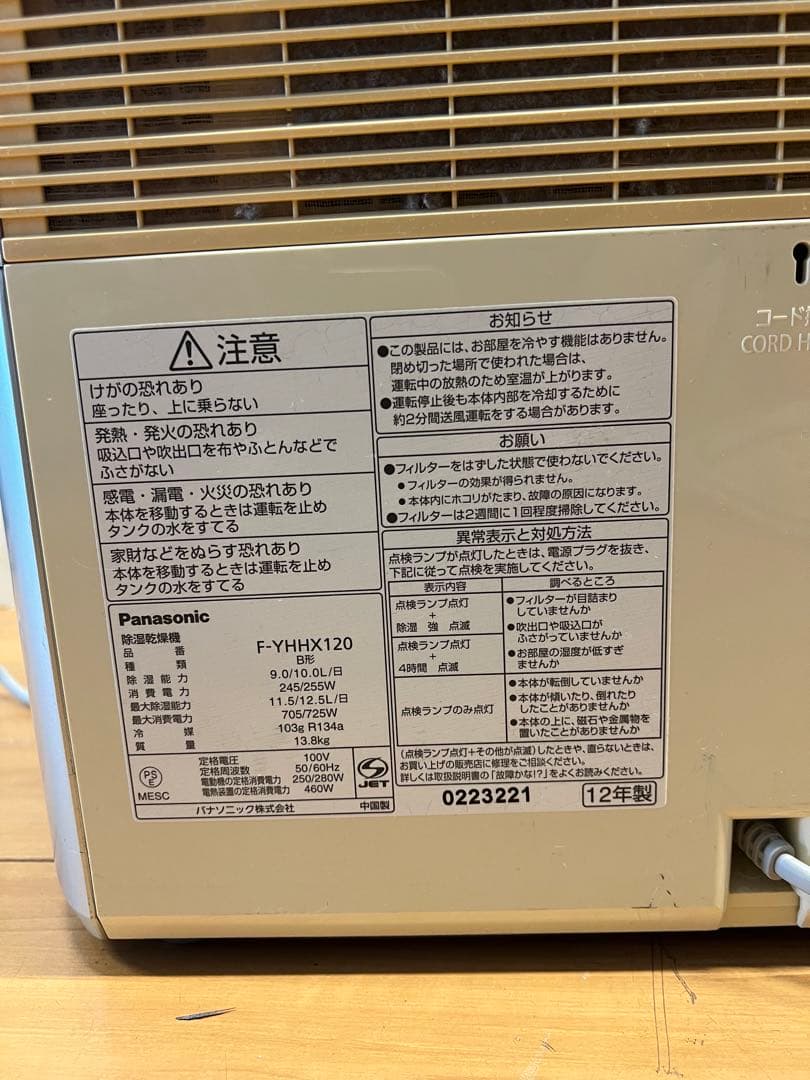 コード
CORD H
注意
けがの恐れあり
座ったり、上に乗らない
発熱・発火の恐れあり
吸込口や吹出口を布やふとんなどで
ふさがない
感電・漏電・火災の恐れあり
本体を移動するときは運転を止め
タンクの水をすてる
家財などをぬらす恐れあり
本体を移動するときは運転を止め
タンクの水をすてる
Panasonic
除湿乾燥機
品番 F-YHHX120
種類 B形
除湿能力 9.0/10.0L/日
消費電力 245/255W
最大除湿能力 11.5/12.5L/日
最大消費電力 705/725W
冷媒 103g R134a
質量 13.8kg
PSE
MESC
定格電圧 100V
定格周波数 50/60Hz
電動機の定格消費電力 250/280W
電熱装置の定格消費電力 460W
S
JET
パナソニック株式会社 中国製
お知らせ
●この製品には、お部屋を冷やす機能はありません。
閉め切った場所で使われた場合は、
運転中の放熱のため室温が上がります。
●運転停止後も本体内部を冷却するために
約2分間送風運転をする場合があります。
お願い
●フィルターをはずした状態で使わないでください。
●フィルターの効果が得られません。
●本体内にホコリがたまり、故障の原因になります。
●フィルターは2週間に1回程度掃除してください。
異常表示と対処方法
点検ランプが点灯したときは、電源プラグを抜き、
下記に従って点検を実施してください。
表示内容 調べるところ
点検ランプ点灯
+
除湿 強 点滅
点検ランプ点灯
+
4時間 点滅
●フィルターが目詰まり
していませんか
●吹出口や吸込口が
ふさがっていませんか
●お部屋の湿度が低すぎ
ませんか
点検ランプのみ点灯
●本体が転倒していませんか
●本体が傾いたり、倒れたり
したことがありませんか
●本体の上に、磁石や金属物を
置いたことがありませんか
(点検ランプ点灯+その他が点滅)したときや、直らないときは、
お買い上げの販売店に修理をご相談ください。
詳しくは取扱説明書の「故障かな!?」をよくお読みください。
0223221 12年製